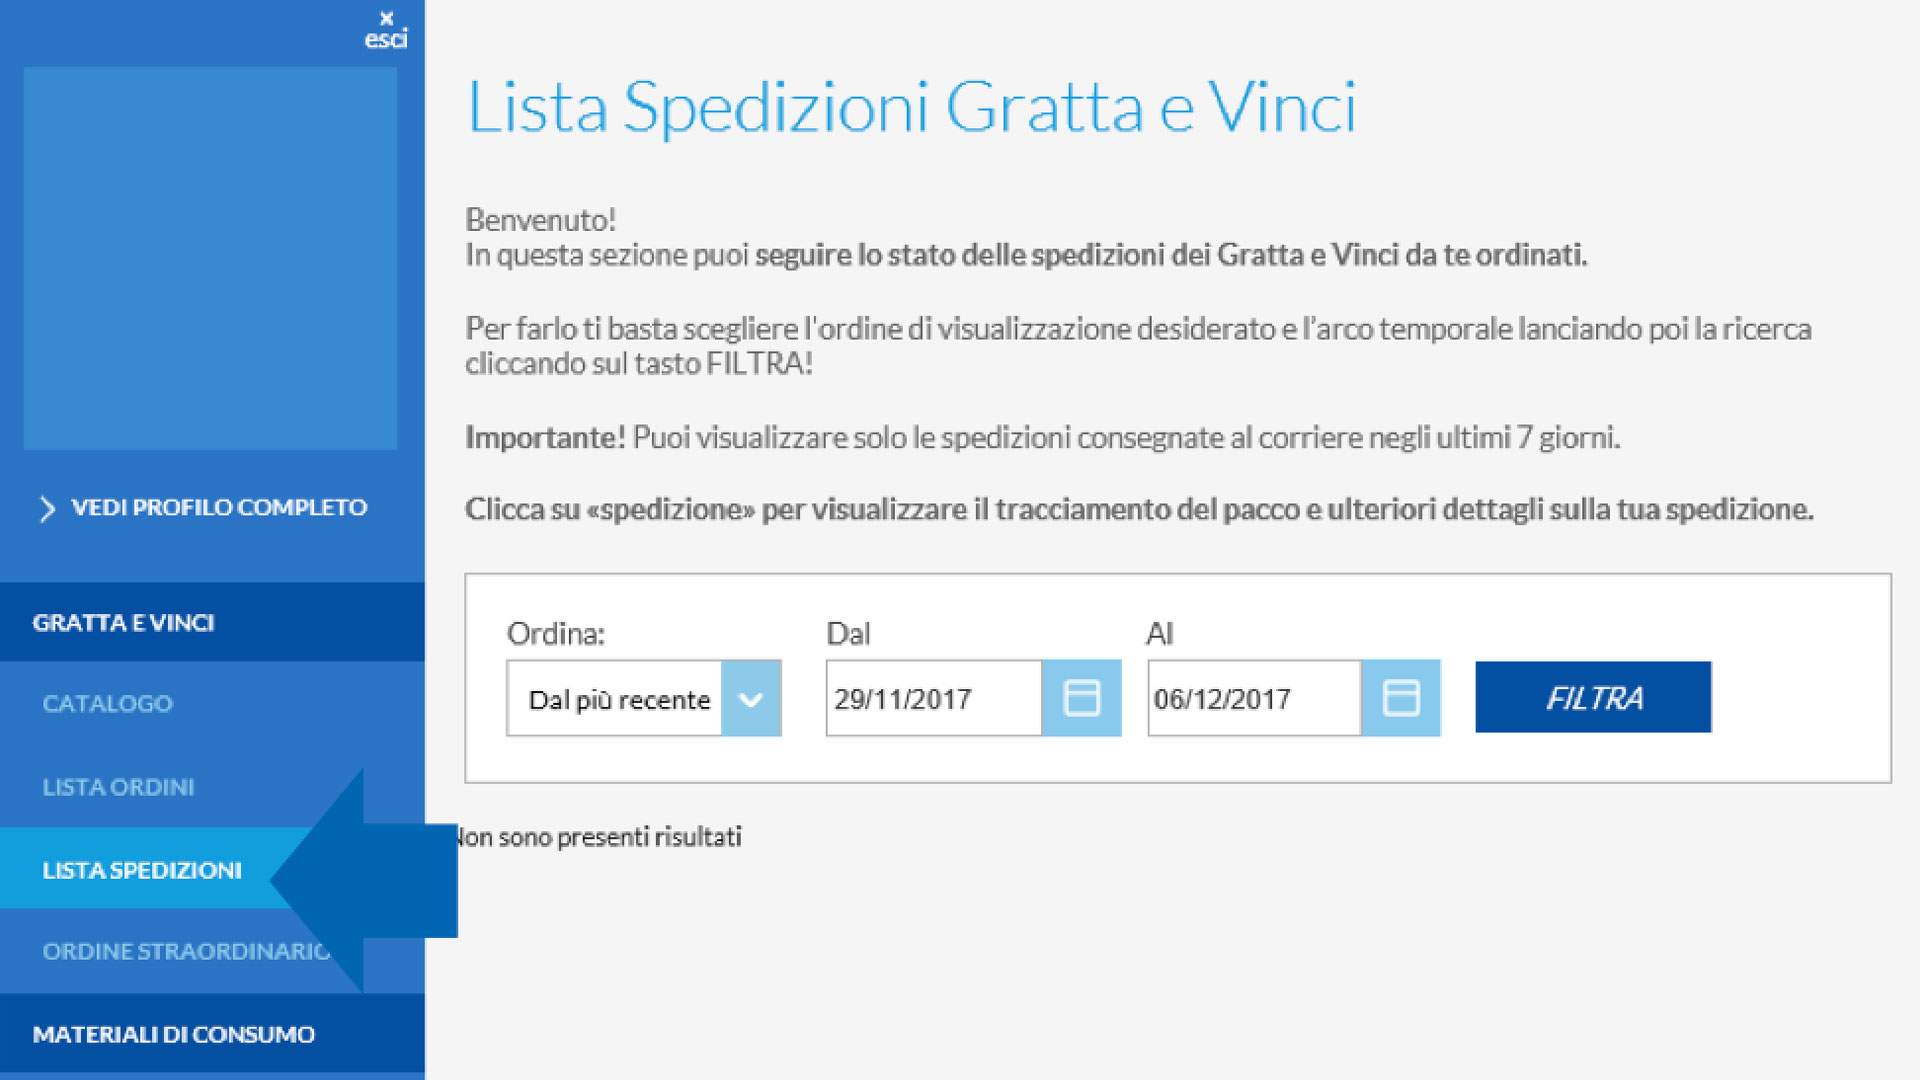 x
esci
VEDI PROFILO COMPLETO
GRATTA E VINCI
CATALOGO
LISTA ORDINI
LISTA SPEDIZIONI
ORDINE STRAORDINARIO
MATERIALI DI CONSUMO
Lista Spedizioni Gratta e Vinci
Benvenuto!
In questa sezione puoi seguire lo stato delle spedizioni dei Gratta e Vinci da te ordinati.
Per farlo ti basta scegliere l'ordine di visualizzazione desiderato e l’arco temporale lanciando poi la ricerca
cliccando sul tasto FILTRA!
Importante! Puoi visualizzare solo le spedizioni consegnate al corriere negli ultimi 7 giorni.
Clicca su «spedizione» per visualizzare il tracciamento del pacco e ulteriori dettagli sulla tua spedizione.
Ordina: Dal Al
Dal più recente 29/11/2017 06/12/2017 FILTRA
Non sono presenti risultati